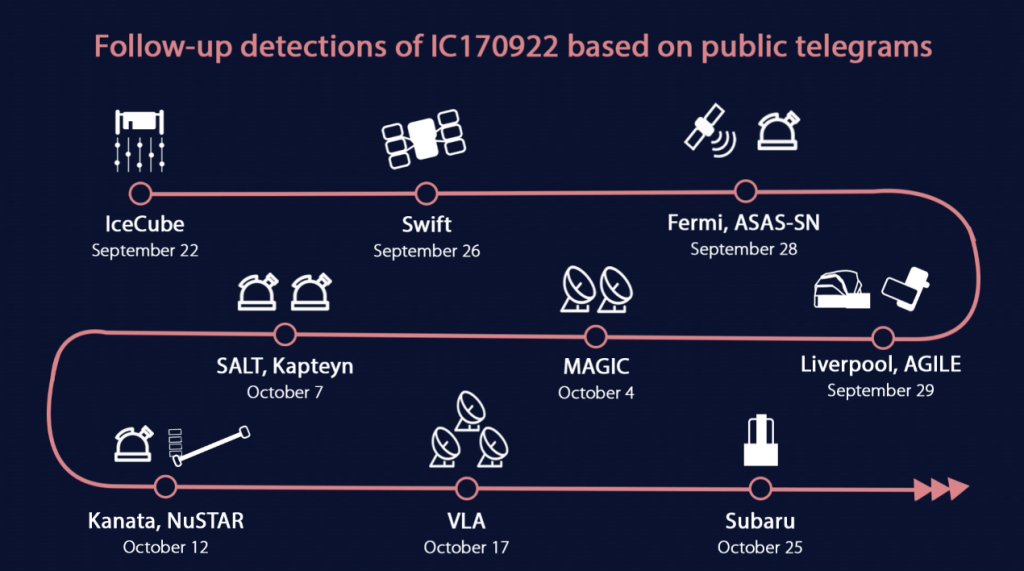 Follow-up detections of IC170922 based on public telegrams
IceCube
September 22
Swift
September 26
Fermi, ASAS-SN
September 28
Liverpool, AGILE
September 29
MAGIC
October 4
SALT, Kapteyn
October 7
Kanata, NuSTAR
October 12
VLA
October 17
Subaru
October 25